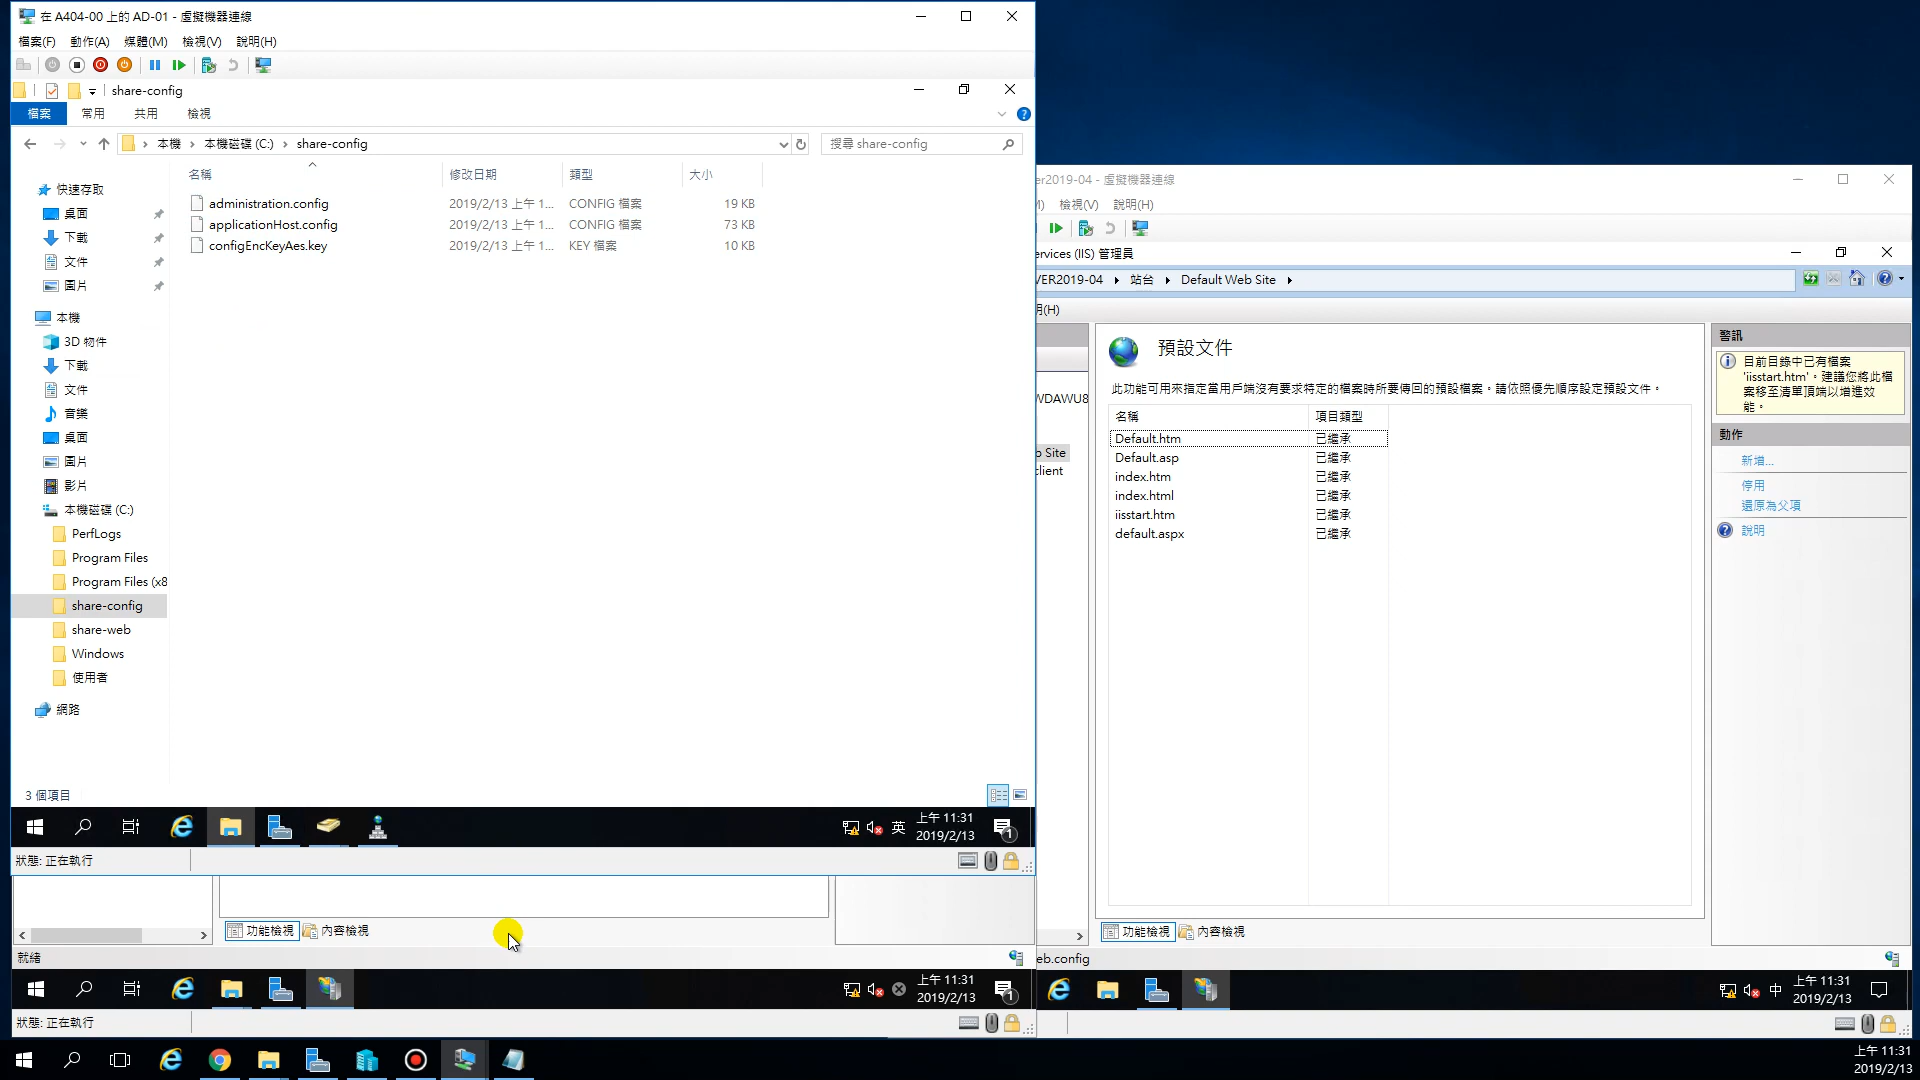 在 A404-00 上的 AD-01 - 虛擬機器連線
檔案(F) 動作(A) 媒體(M) 檢視(V) 說明(H)
share-config
檔案 常用 共用 檢視
本機 本機磁碟 (C:) share-config
搜尋 share-config
名稱 修改日期 類型 大小
administration.config 2019/2/13 上午 1... CONFIG 檔案 19 KB
applicationHost.config 2019/2/13 上午 1... CONFIG 檔案 73 KB
configEncKeyAes.key 2019/2/13 上午 1... KEY 檔案 10 KB
快速存取
桌面
下載
文件
圖片
本機
3D 物件
下載
文件
音樂
桌面
圖片
影片
本機磁碟 (C:)
PerfLogs
Program Files
Program Files (x8
share-config
share-web
Windows
使用者
網路
3 個項目
英
上午 11:31
2019/2/13
1
狀態: 正在執行
功能檢視 內容檢視
就緒
上午 11:31
2019/2/13
1
狀態: 正在執行
er2019-04 - 虛擬機器連線
檢視(V) 說明(H)
ervices (IIS) 管理員
VER2019-04 站台 Default Web Site
明(H)
WDAWU8
b Site
client
預設文件
此功能可用來指定當用戶端沒有要求特定的檔案時所要傳回的預設檔案。請依照優先順序設定預設文件。
名稱 項目類型
Default.htm 已繼承
Default.asp 已繼承
index.htm 已繼承
index.html 已繼承
iisstart.htm 已繼承
default.aspx 已繼承
警訊
目前目錄中已有檔案
'iisstart.htm'。建議您將此檔
案移至清單頂端以增進效
能。
動作
新增...
停用
還原為父項
說明
功能檢視 內容檢視
eb.config
中
上午 11:31
2019/2/13
上午 11:31
2019/2/13